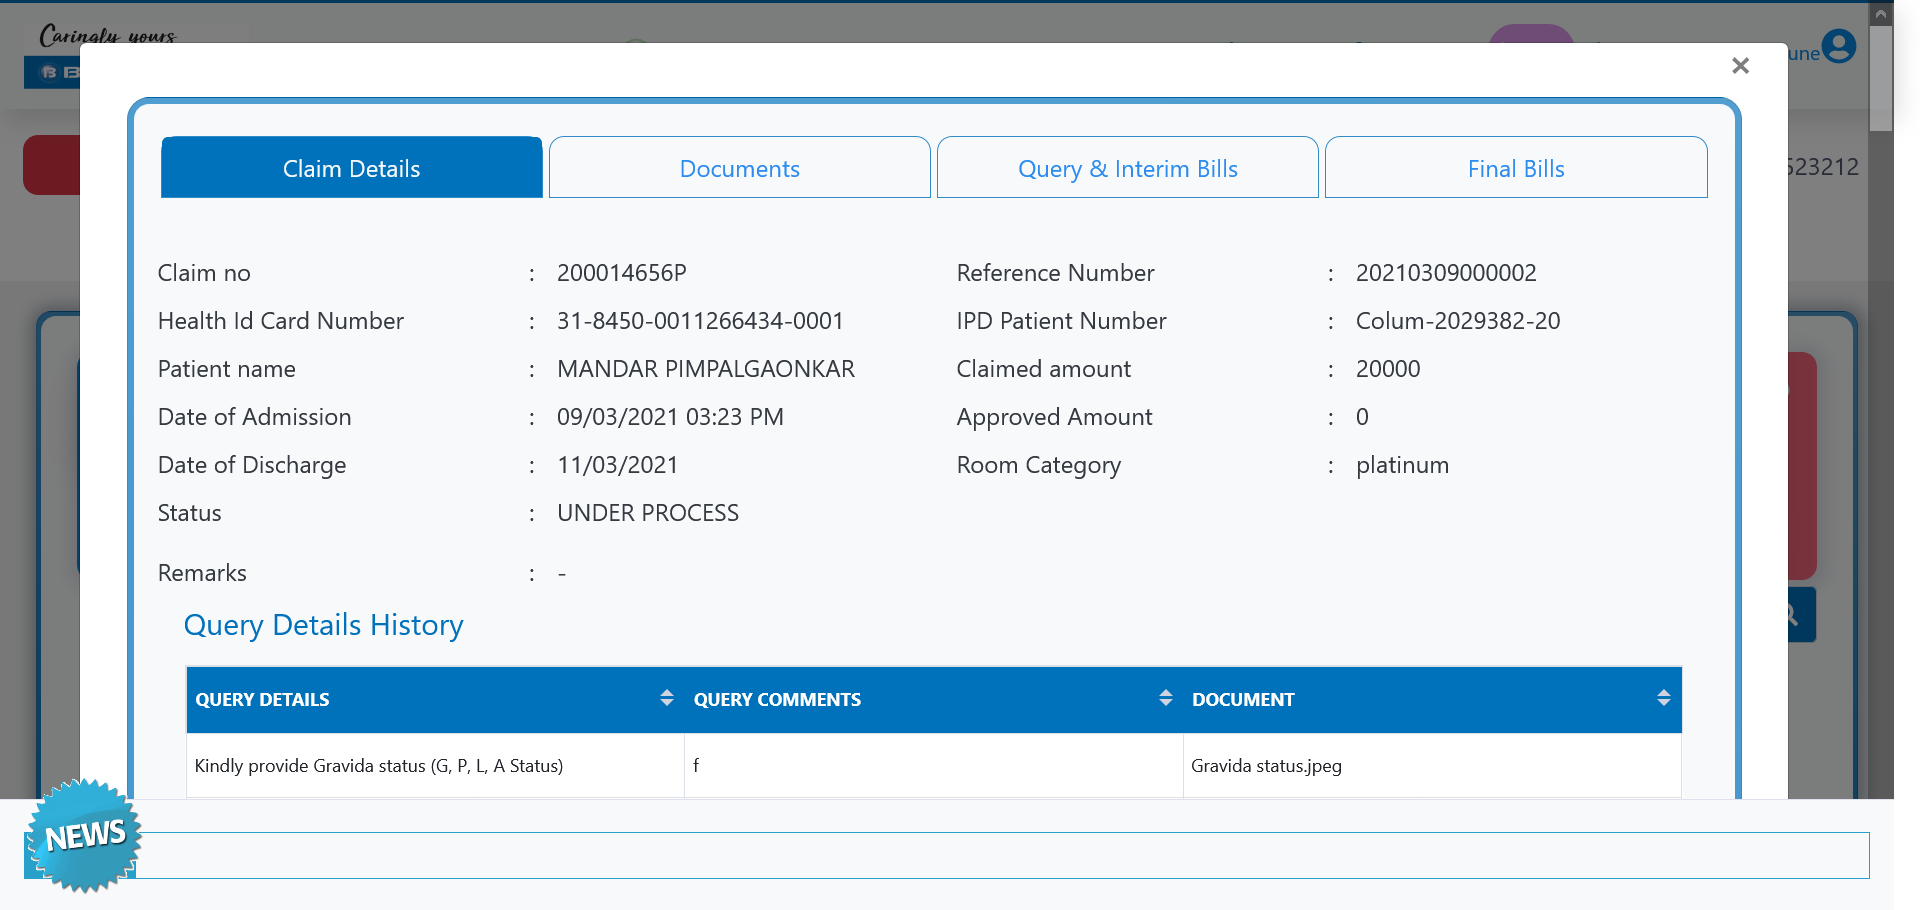 Caringly yours
B B
une
523212
Claim Details
Documents
Query & Interim Bills
Final Bills
Claim no : 200014656P
Reference Number : 20210309000002
Health Id Card Number : 31-8450-0011266434-0001
IPD Patient Number : Colum-2029382-20
Patient name : MANDAR PIMPALGAONKAR
Claimed amount : 20000
Date of Admission : 09/03/2021 03:23 PM
Approved Amount : 0
Date of Discharge : 11/03/2021
Room Category : platinum
Status : UNDER PROCESS
Remarks : -
Query Details History
QUERY DETAILS QUERY COMMENTS DOCUMENT
Kindly provide Gravida status (G, P, L, A Status) f Gravida status.jpeg
NEWS